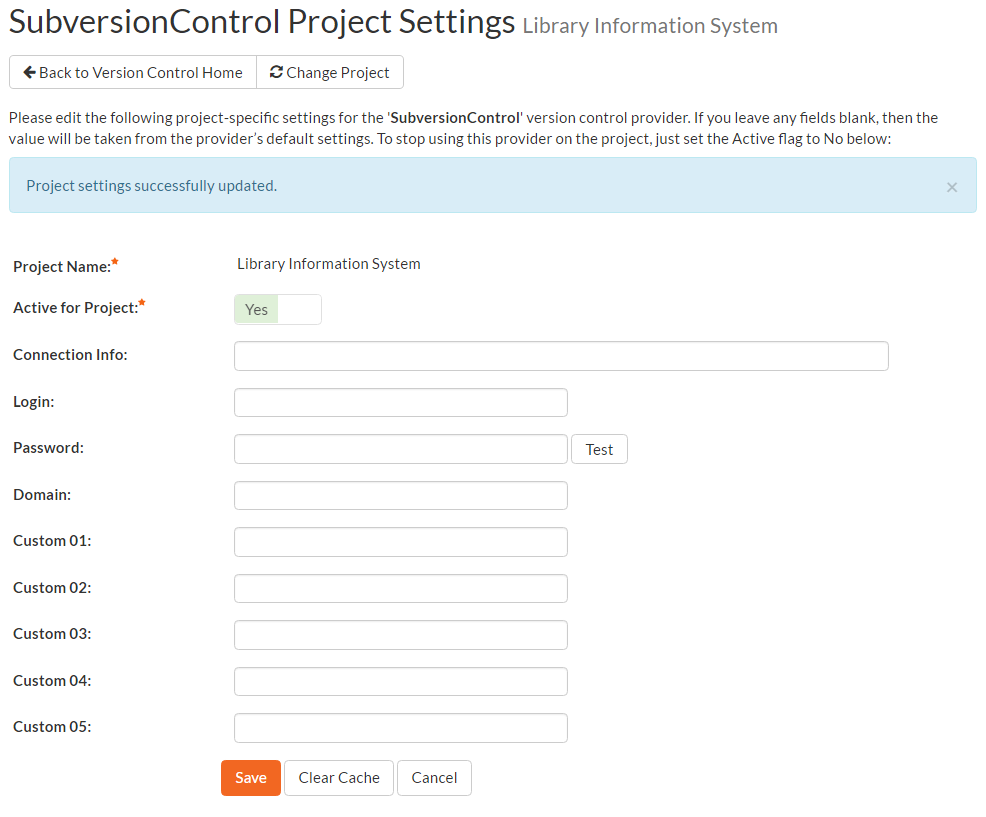 SubversionControl Project Settings Library Information System
Back to Version Control Home Change Project
Please edit the following project-specific settings for the 'SubversionControl' version control provider. If you leave any fields blank, then the
value will be taken from the provider’s default settings. To stop using this provider on the project, just set the Active flag to No below:
Project settings successfully updated. ×
Project Name:* Library Information System
Active for Project:* Yes
Connection Info:
Login:
Password: Test
Domain:
Custom 01:
Custom 02:
Custom 03:
Custom 04:
Custom 05:
Save Clear Cache Cancel